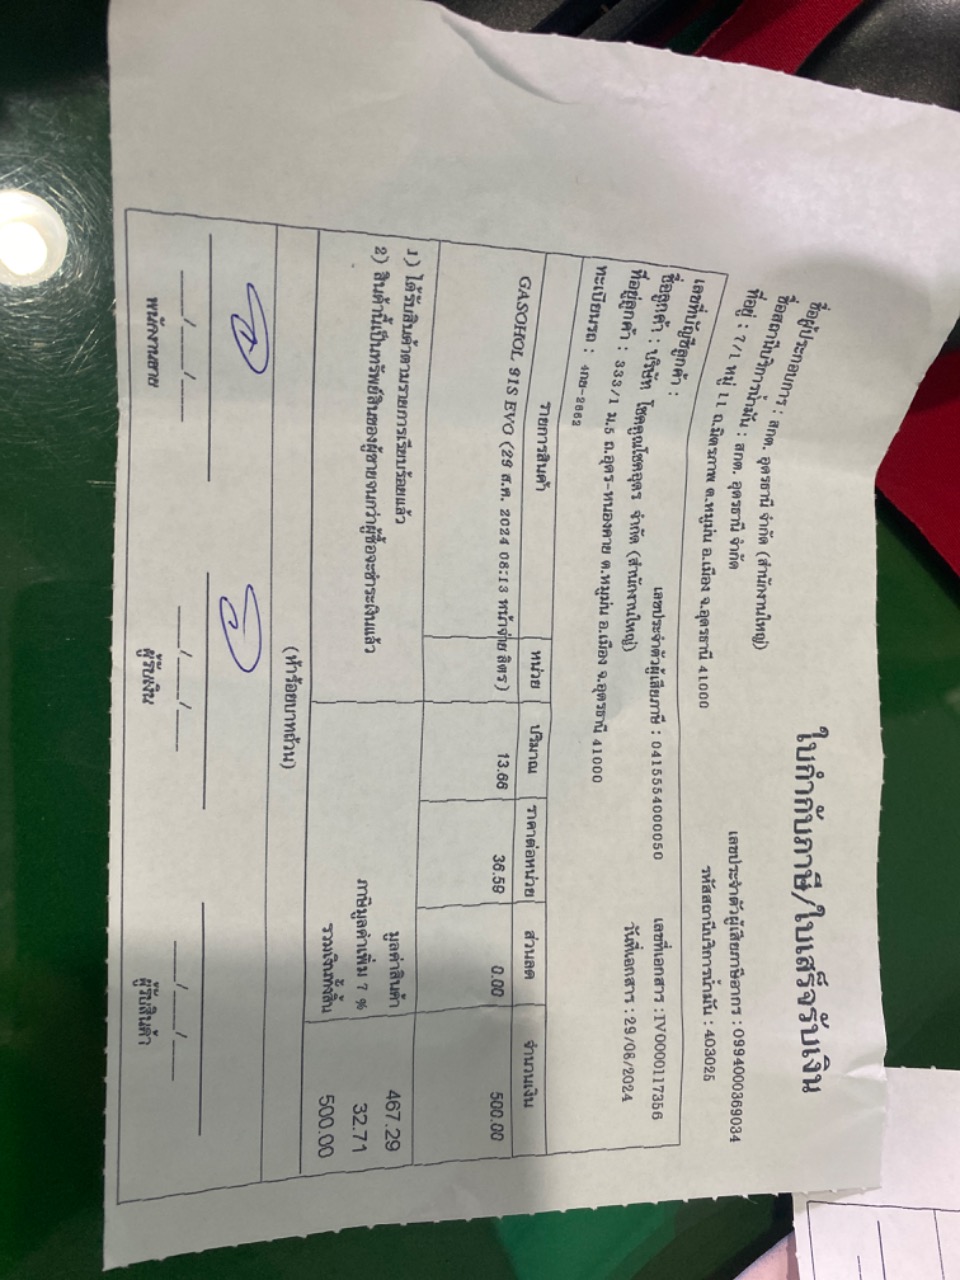 ใบกำกับภาษี/ใบเสร็จรับเงิน
ชื่อผู้ประกอบการ : สกต. อุดรธานี จำกัด (สำนักงานใหญ่)
เลขประจำตัวผู้เสียภาษีอากร : 0994000369034
ชื่อสถานีบริการน้ำมัน : สกต. อุดรธานี จำกัด
รหัสสถานีบริการน้ำมัน : 403025
ที่อยู่ : 7/1 หมู่ 11 ถ.มิตรภาพ ต.หมูม่น อ.เมือง จ.อุดรธานี 41000
เลขที่บัญชีลูกค้า :
เลขประจำตัวผู้เสียภาษี : 0415554000050
เลขที่เอกสาร : IV0000117356
ชื่อลูกค้า : บริษัท โชคคูณโชคอุดร จำกัด (สำนักงานใหญ่)
วันที่เอกสาร : 29/08/2024
ที่อยู่ลูกค้า : 333/1 ม.5 ถ.อุดร-หนองคาย ต.หมูม่น อ.เมือง จ.อุดรธานี 41000
ทะเบียนรถ : -2662
รายการสินค้า หน่วย ปริมาณ ราคาต่อหน่วย ส่วนลด จำนวนเงิน
GASOHOL 91S EVO (29 ส.ค. 2024 08:13 หน้าจ่าย ลิตร) 13.66 36.59 0.00 500.00
1) ได้รับสินค้าตามรายการเรียบร้อยแล้ว
มูลค่าสินค้า 467.29
2) สินค้านี้เป็นทรัพย์สินของผู้ขายจนกว่าผู้ซื้อจะชำระเงินแล้ว
ภาษีมูลค่าเพิ่ม 7 % 32.71
รวมเงินทั้งสิ้น 500.00
(ห้าร้อยบาทถ้วน)
___/___/___ ___/___/___ ___/___/___
พนักงานขาย ผู้รับเงิน ผู้รับสินค้า